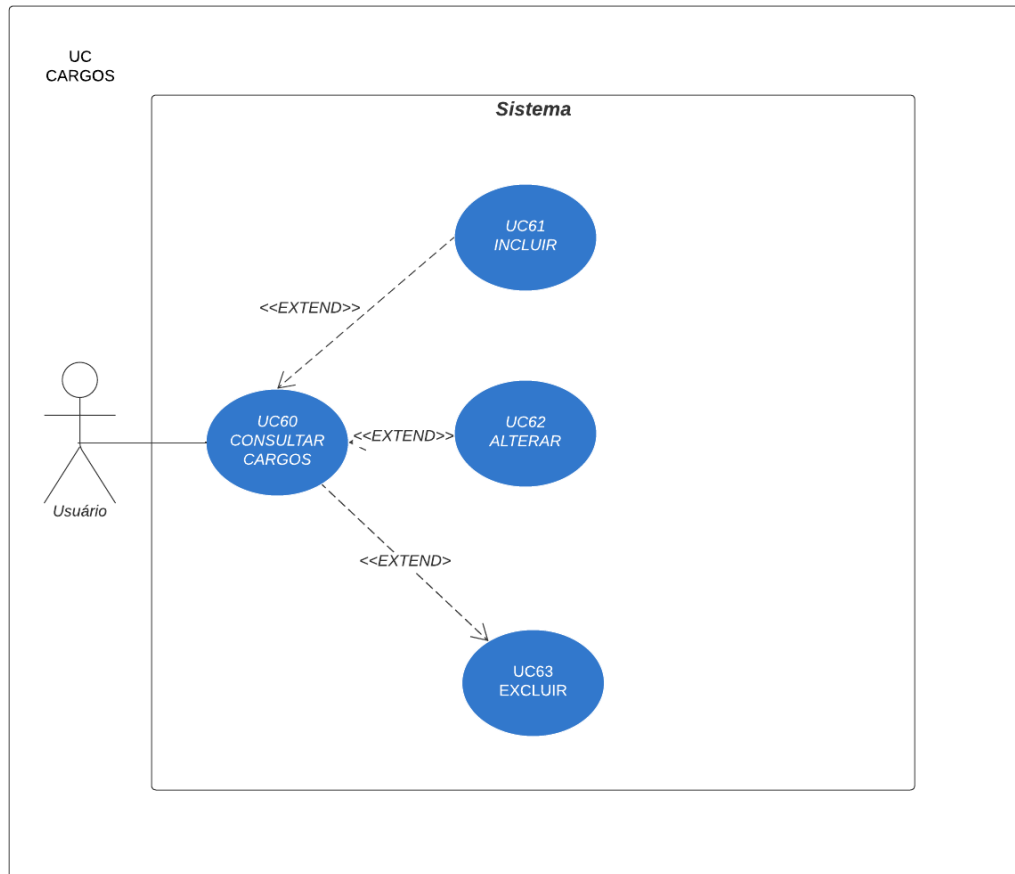 UC
CARGOS
Sistema
UC61
INCLUIR
<<EXTEND>>
UC60
CONSULTAR
CARGOS
<<EXTEND>>
UC62
ALTERAR
Usuário
<<EXTEND>
UC63
EXCLUIR